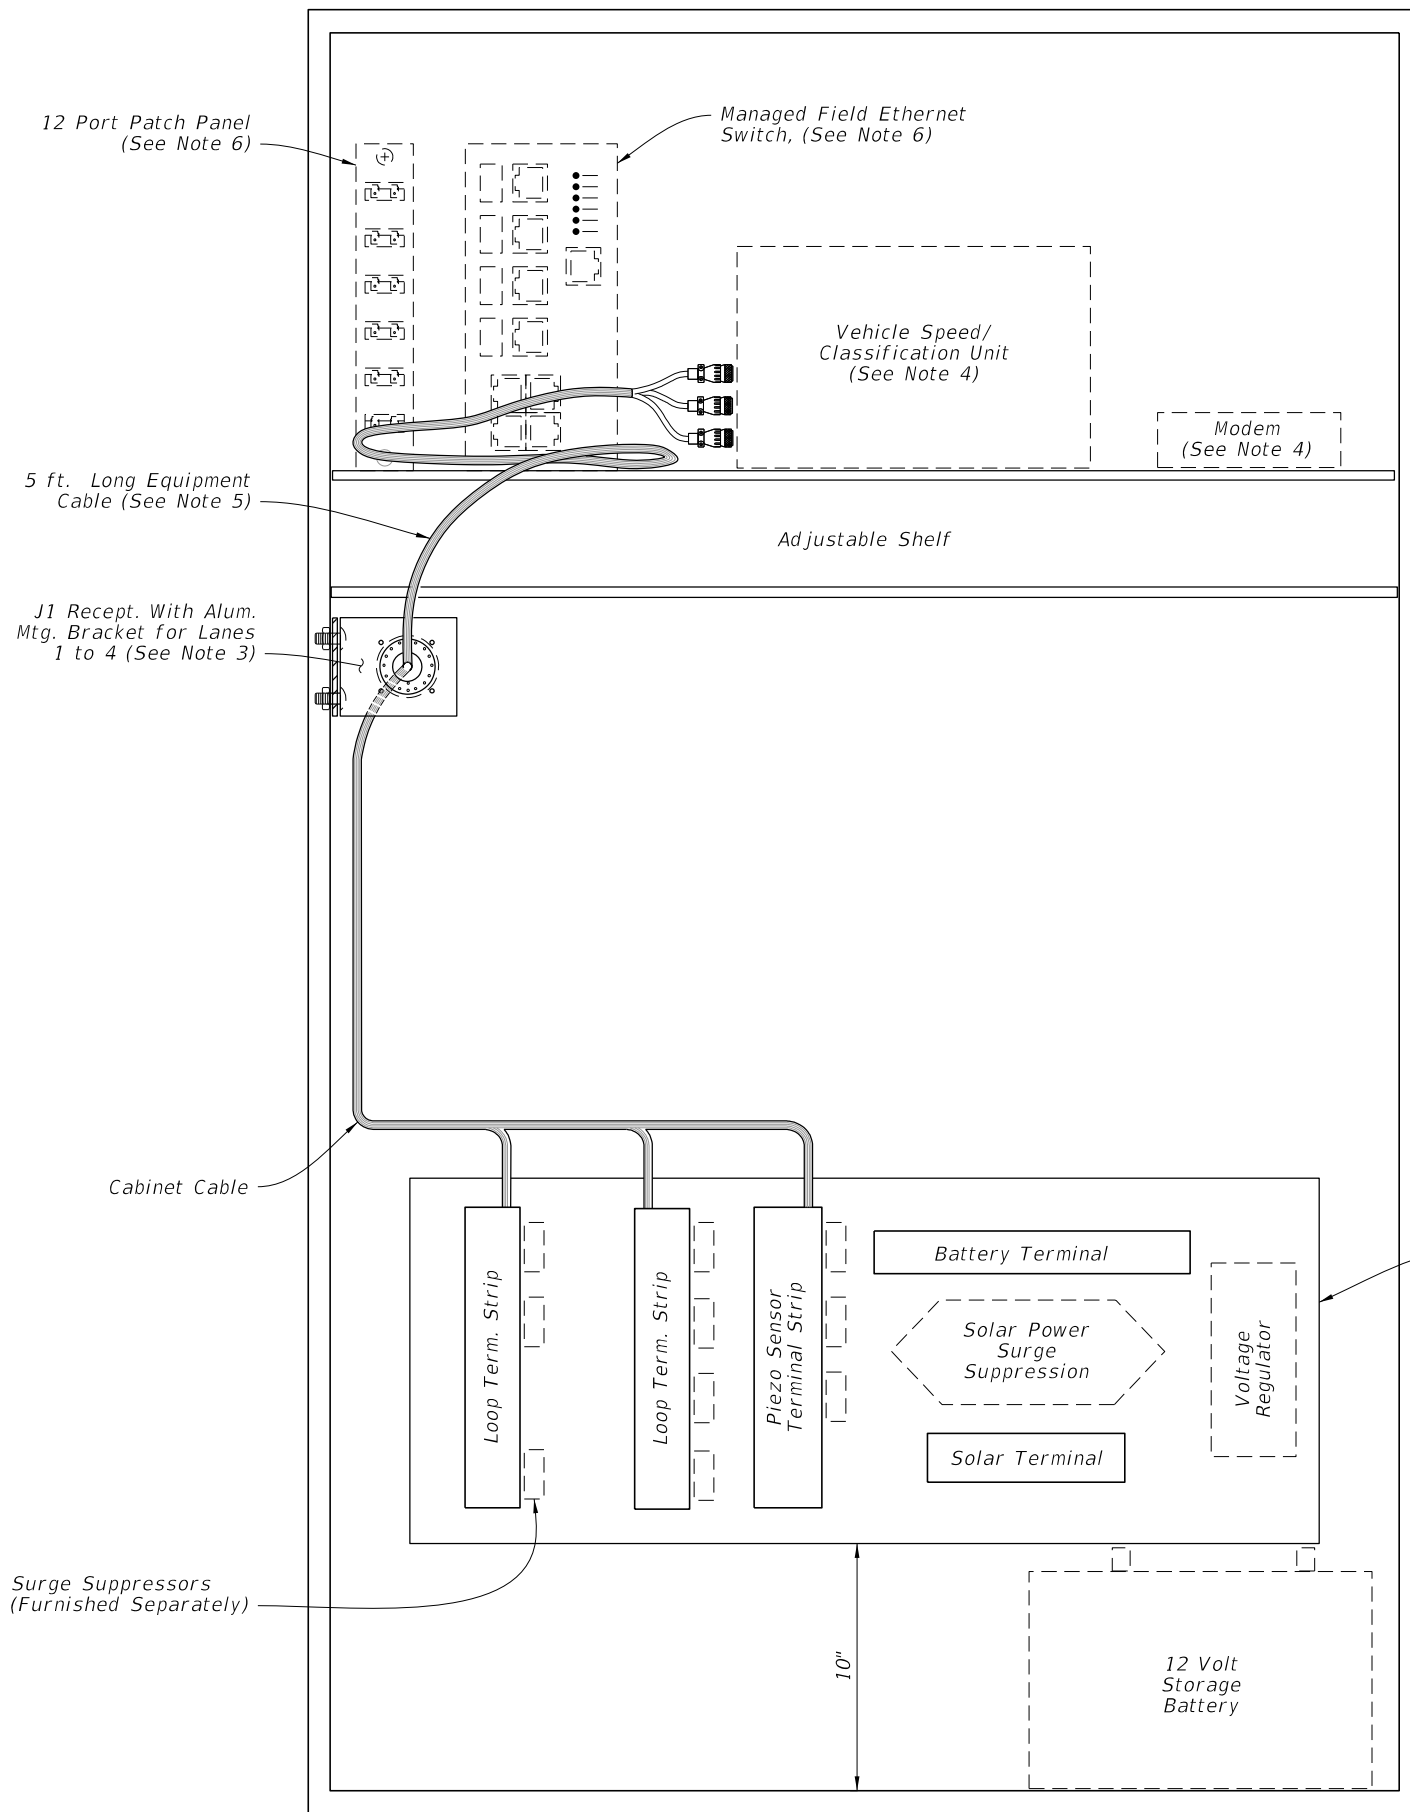 12 Port Patch Panel
(See Note 6)
Managed Field Ethernet
Switch, (See Note 6)
Vehicle Speed/
Classification Unit
(See Note 4)
Modem
(See Note 4)
5 ft. Long Equipment
Cable (See Note 5)
Adjustable Shelf
J1 Recept. With Alum.
Mtg. Bracket for Lanes
1 to 4 (See Note 3)
Cabinet Cable
Loop Term. Strip
Loop Term. Strip
Piezo Sensor
Terminal Strip
Battery Terminal
Solar Power
Surge
Suppression
Solar Terminal
Voltage
Regulator
Surge Suppressors
(Furnished Separately)
10"
12 Volt
Storage
Battery